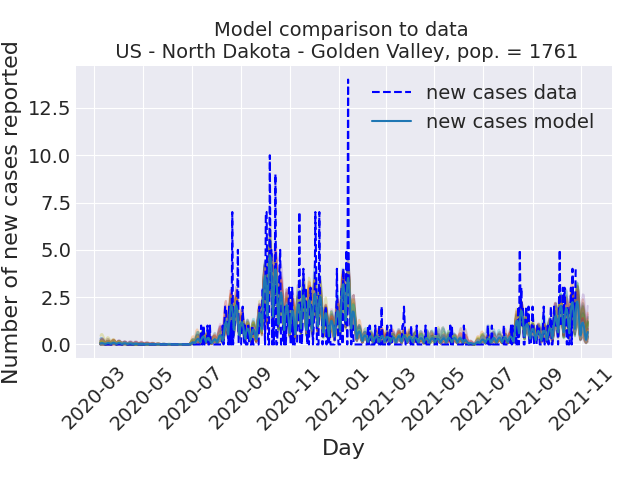 Model comparison to data
US - North Dakota - Golden Valley, pop. = 1761
Number of new cases reported
12.5
10.0
7.5
5.0
2.5
0.0
new cases data
new cases model
2020-03
2020-05
2020-07
2020-09
2020-11
2021-01
2021-03
2021-05
2021-07
2021-09
2021-11
Day